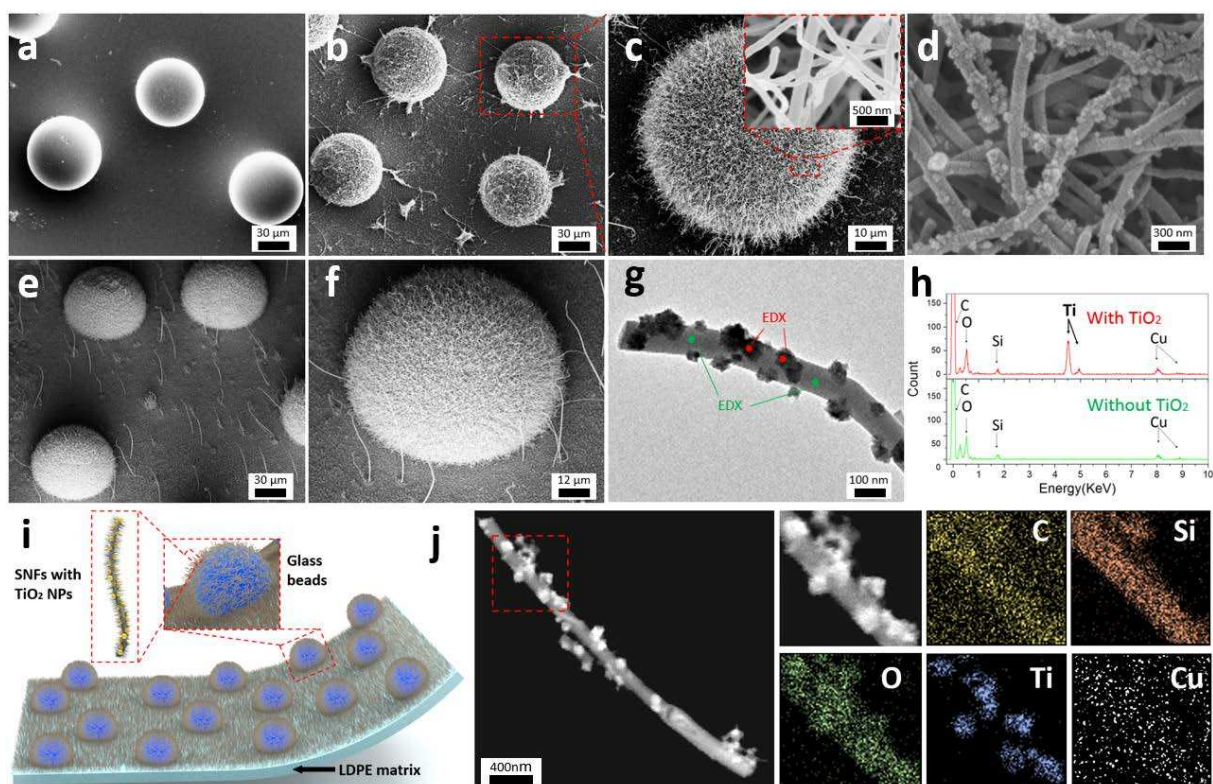 a
30 µm
b
30 µm
c
500 nm
10 µm
d
300 nm
e
30 µm
f
12 µm
g
EDX
EDX
100 nm
h
150
100
50
0
150
100
50
0
Count
C
O
Si
Ti
With TiO₂
Cu
C
O
Si
Without TiO₂
Cu
0 1 2 3 4 5 6 7 8 9 10
Energy(KeV)
i
SNFs with
TiO₂ NPs
Glass
beads
LDPE matrix
j
400nm
C
Si
O
Ti
Cu